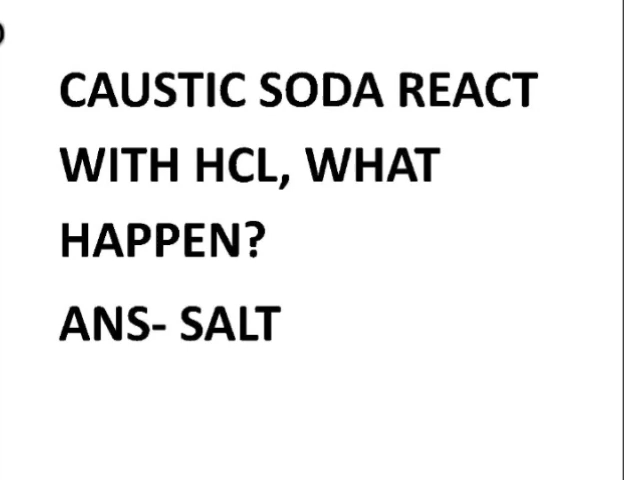 CAUSTIC SODA REACT
WITH HCL, WHAT
HAPPEN?
ANS- SALT